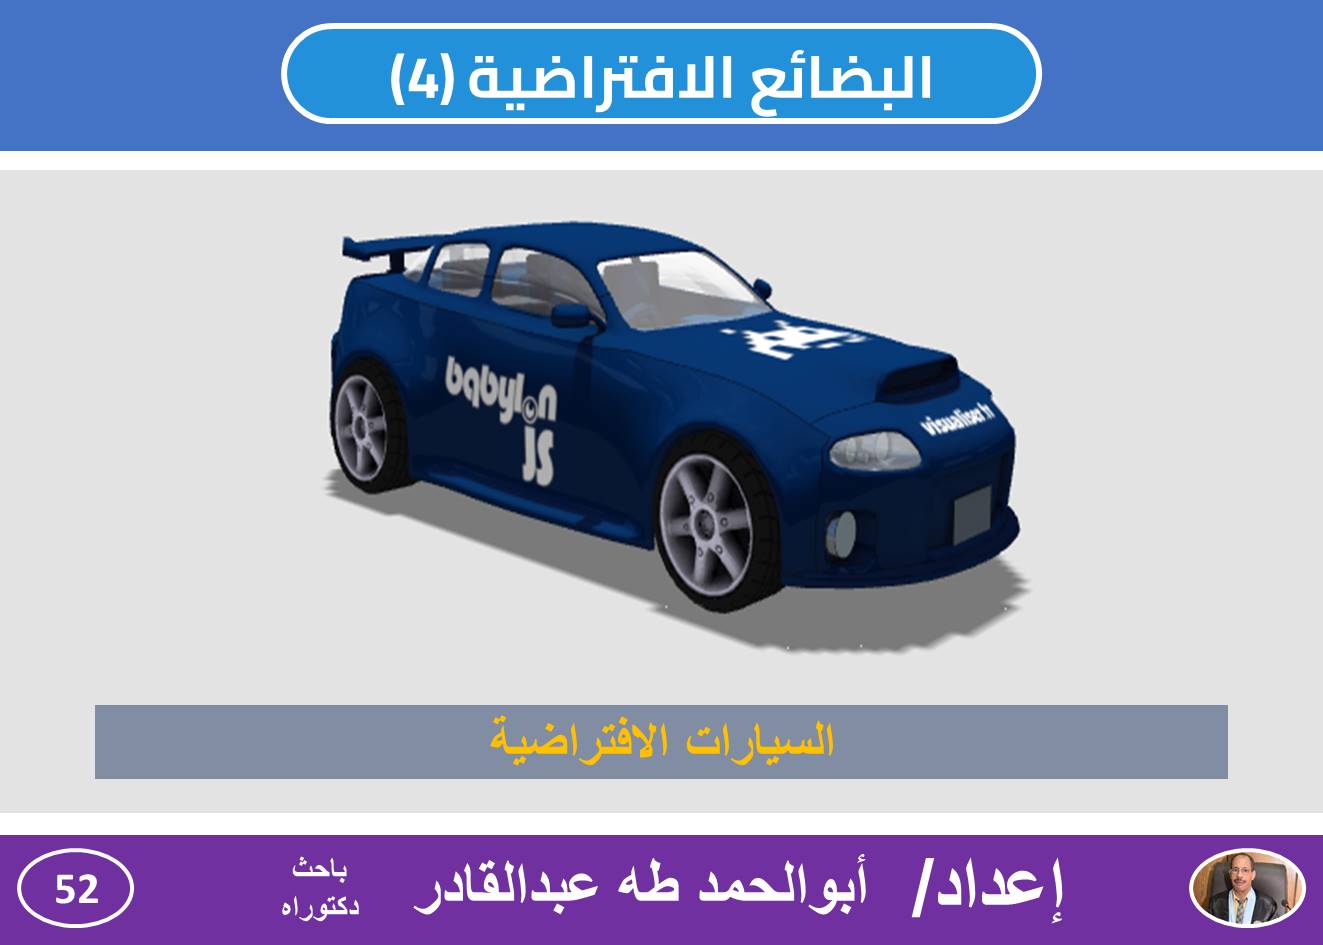 البضائع الافتراضية (4)
babylon
JS
visualiser.fr
السيارات الافتراضية
إعداد/ أبوالحمد طه عبدالقادر
باحث
دكتوراه
52